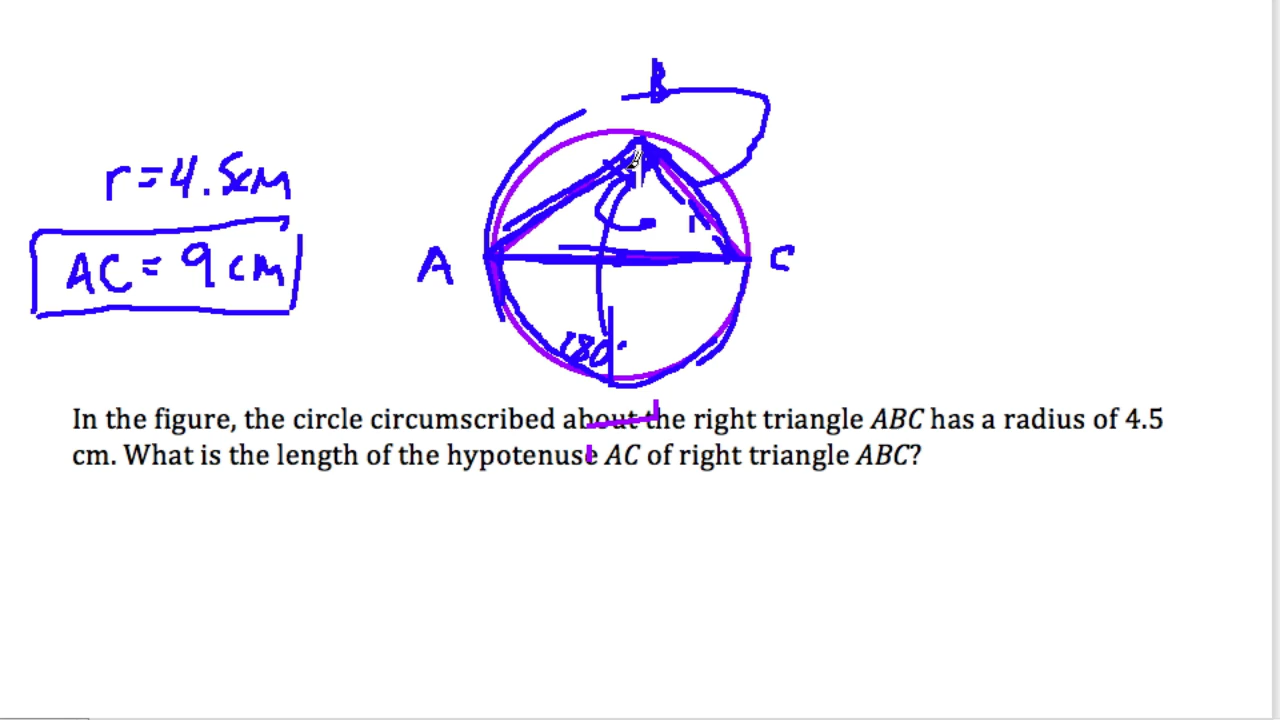 B
r=4.5cm
AC=9cm
A
C
180°
In the figure, the circle circumscribed about the right triangle ABC has a radius of 4.5
cm. What is the length of the hypotenuse AC of right triangle ABC?